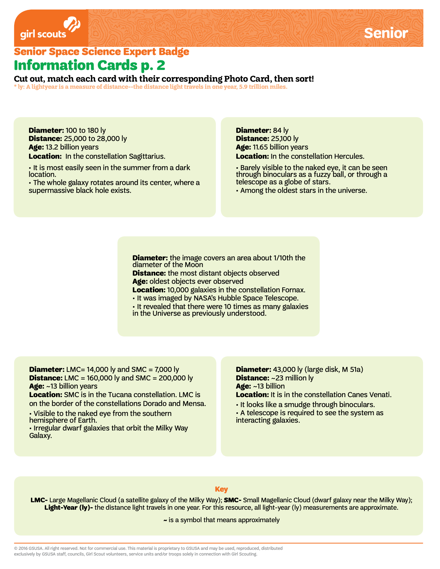 girl scouts
Senior
Senior Space Science Expert Badge
Information Cards p. 2
Cut out, match each card with their corresponding Photo Card, then sort!
* ly: A lightyear is a measure of distance—the distance light travels in one year, 5.9 trillion miles.
Diameter: 100 to 180 ly
Distance: 25,000 to 28,000 ly
Age: 13.2 billion years
Location: In the constellation Sagittarius.
• It is most easily seen in the summer from a dark
location.
• The whole galaxy rotates around its center, where a
supermassive black hole exists.
Diameter: 84 ly
Distance: 25,100 ly
Age: 11.65 billion years
Location: In the constellation Hercules.
• Barely visible to the naked eye, it can be seen
through binoculars as a fuzzy ball, or through a
telescope as a globe of stars.
• Among the oldest stars in the universe.
Diameter: the image covers an area about 1/10th the
diameter of the Moon
Distance: the most distant objects observed
Age: oldest objects ever observed
Location: 10,000 galaxies in the constellation Fornax.
• It was imaged by NASA's Hubble Space Telescope.
• It revealed that there were 10 times as many galaxies
in the Universe as previously understood.
Diameter: LMC= 14,000 ly and SMC = 7,000 ly
Distance: LMC = 160,000 ly and SMC = 200,000 ly
Age: ~13 billion years
Location: SMC is in the Tucana constellation. LMC is
on the border of the constellations Dorado and Mensa.
• Visible to the naked eye from the southern
hemisphere of Earth.
• Irregular dwarf galaxies that orbit the Milky Way
Galaxy.
Diameter: 43,000 ly (large disk, M 51a)
Distance: ~23 million ly
Age: ~13 billion
Location: It is in the constellation Canes Venati.
• It looks like a smudge through binoculars.
• A telescope is required to see the system as
interacting galaxies.
Key
LMC- Large Magellanic Cloud (a satellite galaxy of the Milky Way); SMC- Small Magellanic Cloud (dwarf galaxy near the Milky Way);
Light-Year (ly)- the distance light travels in one year. For this resource, all light-year (ly) measurements are approximate.
~ is a symbol that means approximately
© 2019 GSUSA. All right reserved. Not for commercial use. This material is proprietary to GSUSA and may be used, reproduced, distributed
exclusively by GSUSA staff, councils, Girl Scout volunteers, service units and/or troops solely in connection with Girl Scouting.